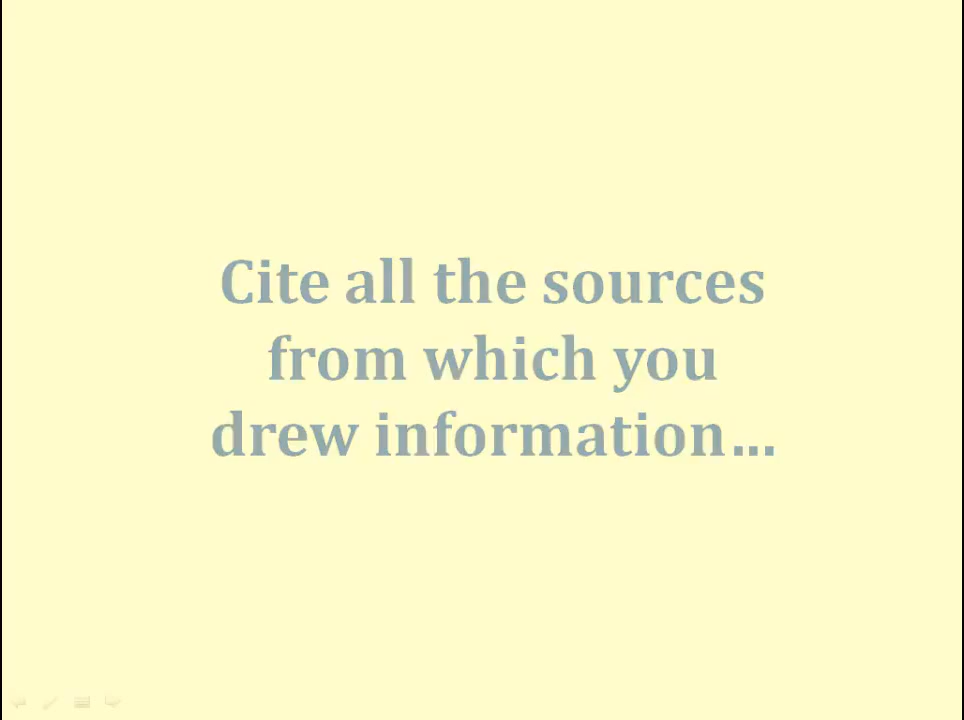 Cite all the sources
from which you
drew information...